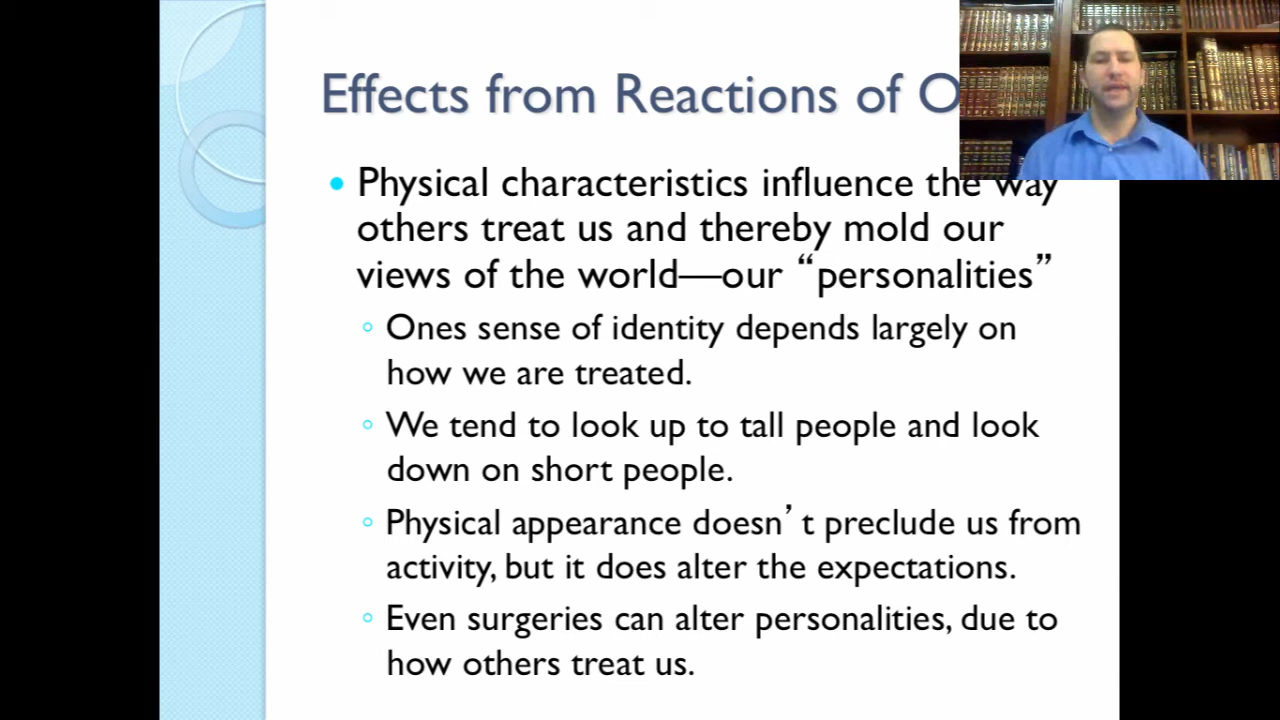 Effects from Reactions of O
Physical characteristics influence the way
others treat us and thereby mold our
views of the world—our “personalities”
Ones sense of identity depends largely on
how we are treated.
We tend to look up to tall people and look
down on short people.
Physical appearance doesn’t preclude us from
activity, but it does alter the expectations.
Even surgeries can alter personalities, due to
how others treat us.